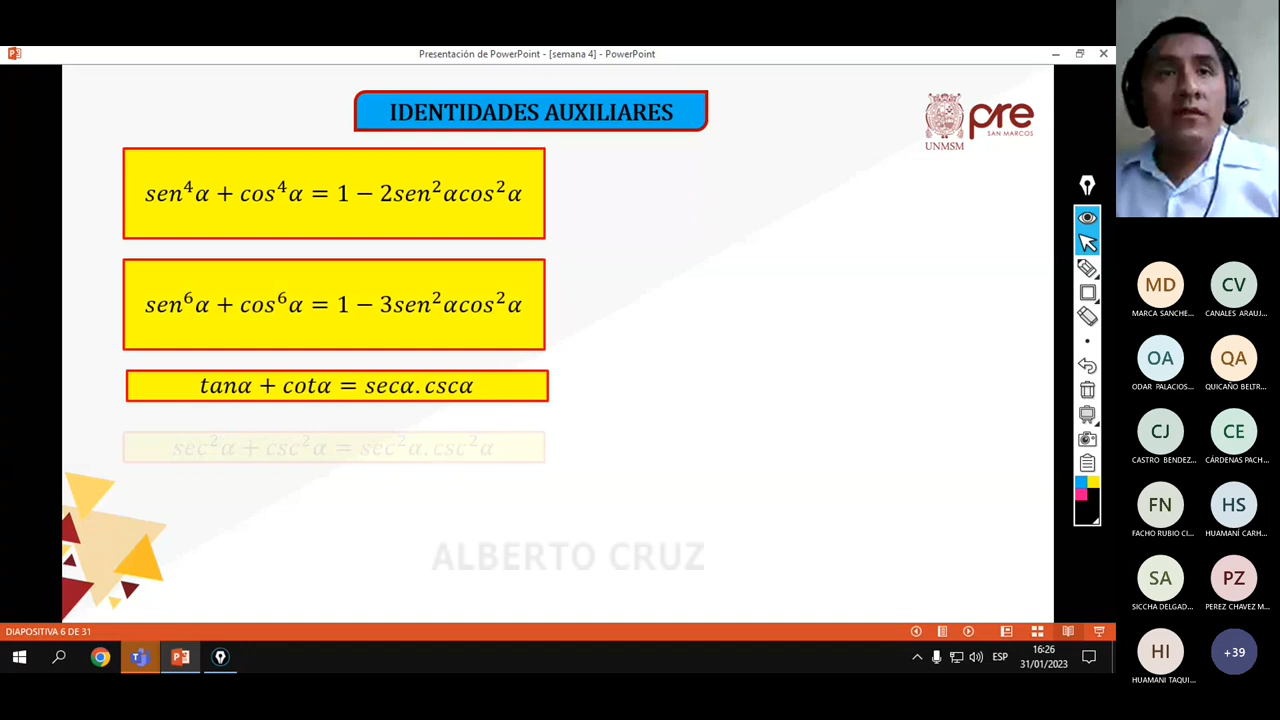 Presentación de PowerPoint - [semana 4] - PowerPoint
IDENTIDADES AUXILIARES
pre
SAN MARCOS
UNMSM
sen⁴α + cos⁴α = 1 − 2sen²αcos²α
sen⁶α + cos⁶α = 1 − 3sen²αcos²α
tanα + cotα = secα.cscα
sec²α + csc²α = sec²α.csc²α
ALBERTO CRUZ
DIAPOSITIVA 6 DE 31
ESP
16:26
31/01/2023
MD
MARCA SANCHE...
CV
CANALES ARAUJ...
OA
ODAR PALACIOS...
QA
QUICAÑO BELTR...
CJ
CASTRO BENDEZ...
CE
CÁRDENAS PACH...
FN
FACHO RUBIO CI...
HS
HUAMANÍ CARH...
SA
SICCHA DELGAD...
PZ
PEREZ CHAVEZ M...
HI
HUAMANI TAQUI...
+39